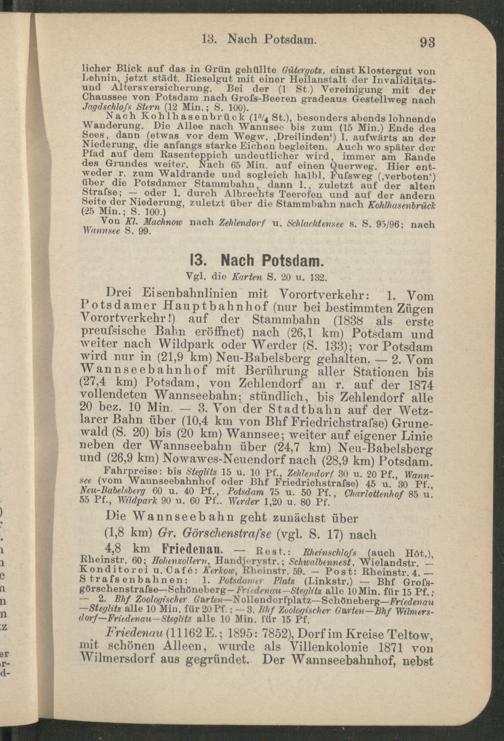 13. Nach Potsdam. 93
licher Blick auf das in Grün gehüllte Gütergotz, einst Klostergut von
Lehnin, jetzt städt. Rieselgut mit einer Heilanstalt der Invaliditäts-
und Altersversicherung. Bei der (1 St.) Vereinigung mit der
Chaussee von Potsdam nach Groß-Beeren geradeaus Gestellweg nach
Jagdschloß Stern (12 Min.; S. 100).
Nach Kohlhasenbrück (1¾ St.), besonders abends lohnende
Wanderung. Die Allee nach Wannsee bis zum (15 Min.) Ende des
Sees, dann (etwas vor dem Wegw. ‚Dreilinden‘) l. aufwärts an der
Niederung, die anfangs starke Eichen begleiten. Auch wo später der
Pfad auf dem Rasenteppich undeutlicher wird, immer am Rande
des Grundes weiter. Nach 65 Min. auf einen Querweg. Hier ent-
weder r. zum Waldrande und sogleich halbl. Fußweg (‚verboten‘)
über die Potsdamer Stammbahn, dann l., zuletzt auf der alten
Straße; — oder l. durch Albrechts Teerofen und auf der andern
Seite der Niederung, zuletzt über die Stammbahn nach Kohlhasenbrück
(25 Min.; S. 100.)
Von Kl. Machnow nach Zehlendorf u. Schlachtensee s. S. 95/96; nach
Wannsee S. 99.
13. Nach Potsdam.
Vgl. die Karten S. 20 u. 132.
Drei Eisenbahnlinien mit Vorortverkehr: 1. Vom
Potsdamer Hauptbahnhof (nur bei bestimmten Zügen
Vorortverkehr!) auf der Stammbahn (1838 als erste
preußische Bahn eröffnet) nach (26,1 km) Potsdam und
weiter nach Wildpark oder Werder (S. 133); vor Potsdam
wird nur in (21,9 km) Neu-Babelsberg gehalten. — 2. Vom
Wannseebahnhof mit Berührung aller Stationen bis
(27,4 km) Potsdam, von Zehlendorf an r. auf der 1874
vollendeten Wannseebahn; stündlich, bis Zehlendorf alle
20 bez. 10 Min. — 3. Von der Stadtbahn auf der Wetz-
larer Bahn über (10,4 km von Bhf Friedrichstraße) Grune-
wald (S. 20) bis (20 km) Wannsee; weiter auf eigener Linie
neben der Wannseebahn über (24,7 km) Neu-Babelsberg
und (26,9 km) Nowawes-Neuendorf nach (28,9 km) Potsdam.
Fahrpreise: bis Steglitz 15 u. 10 Pf., Zehlendorf 30 u. 20 Pf., Wann-
see (vom Wannseebahnhof oder Bhf Friedrichstraße) 45 u. 30 Pf.,
Neu-Babelsberg 60 u. 40 Pf., Potsdam 75 u. 50 Pf., Charlottenhof 85 u.
55 Pf., Wildpark 90 u. 60 Pf.. Werder 1,20 u. 80 Pf.
Die Wannseebahn geht zunächst über
(1,8 km) Gr. Görschenstraße (vgl. S. 17) nach
4,8 km Friedenau. — Rest.: Rheinschloß (auch Hôt.),
Rheinstr. 60; Hohenzollern, Handjerystr.; Schwalbennest, Wielandstr. —
Konditorei u. Café: Kerkow, Rheinstr. 59. — Post: Rheinstr. 4. —
Straßenbahnen: 1. Potsdamer Platz (Linkstr.) — Bhf Groß-
görschenstraße—Schöneberg—Friedenau—Steglitz alle 10 Min. für 15 Pf.;
— 2. Bhf Zoologischer Garten—Nollendorfplatz—Schöneberg—Friedenau
—Steglitz alle 10 Min. für 20 Pf.; — 3. Bhf Zoologischer Garten—Bhf Wilmers-
dorf—Friedenau—Steglitz alle 10 Min. für 15 Pf.
Friedenau (11162 E.; 1895: 7852), Dorf im Kreise Teltow,
mit schönen Alleen, wurde als Villenkolonie 1871 von
Wilmersdorf aus gegründet. Der Wannseebahnhof, nebst